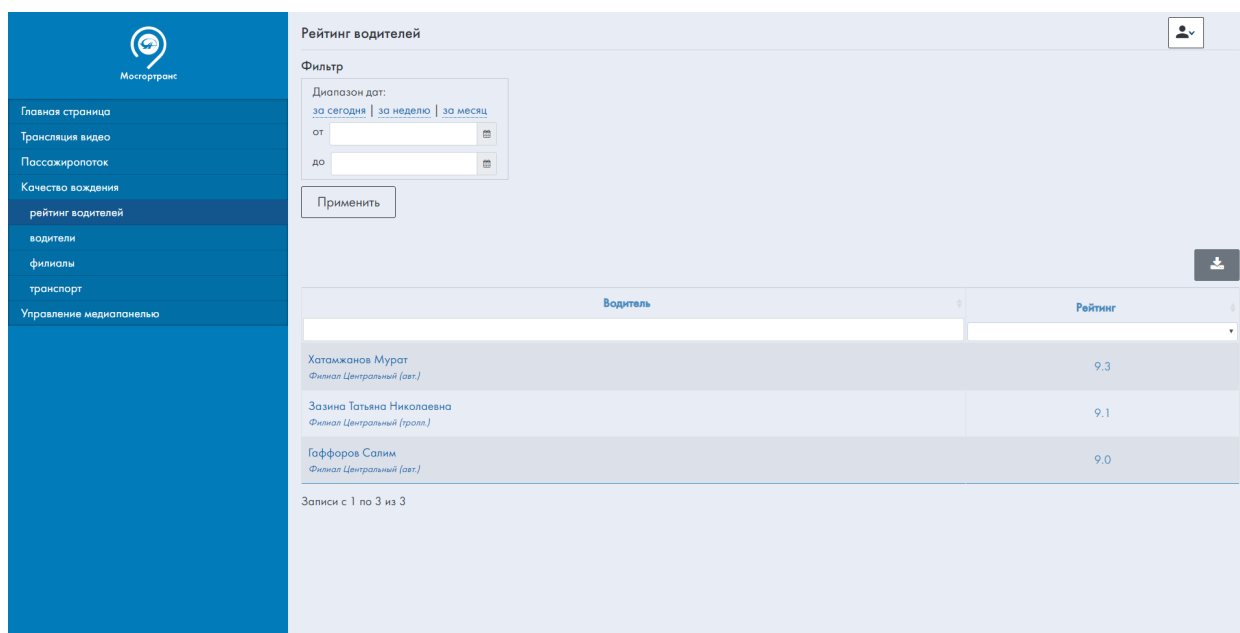 Мосгортранс
Главная страница
Трансляция видео
Пассажиропоток
Качество вождения
рейтинг водителей
водители
филиалы
транспорт
Управление медиапанелью
Рейтинг водителей
Фильтр
Диапазон дат:
за сегодня | за неделю | за месяц
от
до
Применить
Водитель Рейтинг
Хатамжанов Мурат 9.3
Филиал Центральный (авт.)
Зазина Татьяна Николаевна 9.1
Филиал Центральный (тролл.)
Гаффоров Салим 9.0
Филиал Центральный (авт.)
Записи с 1 по 3 из 3